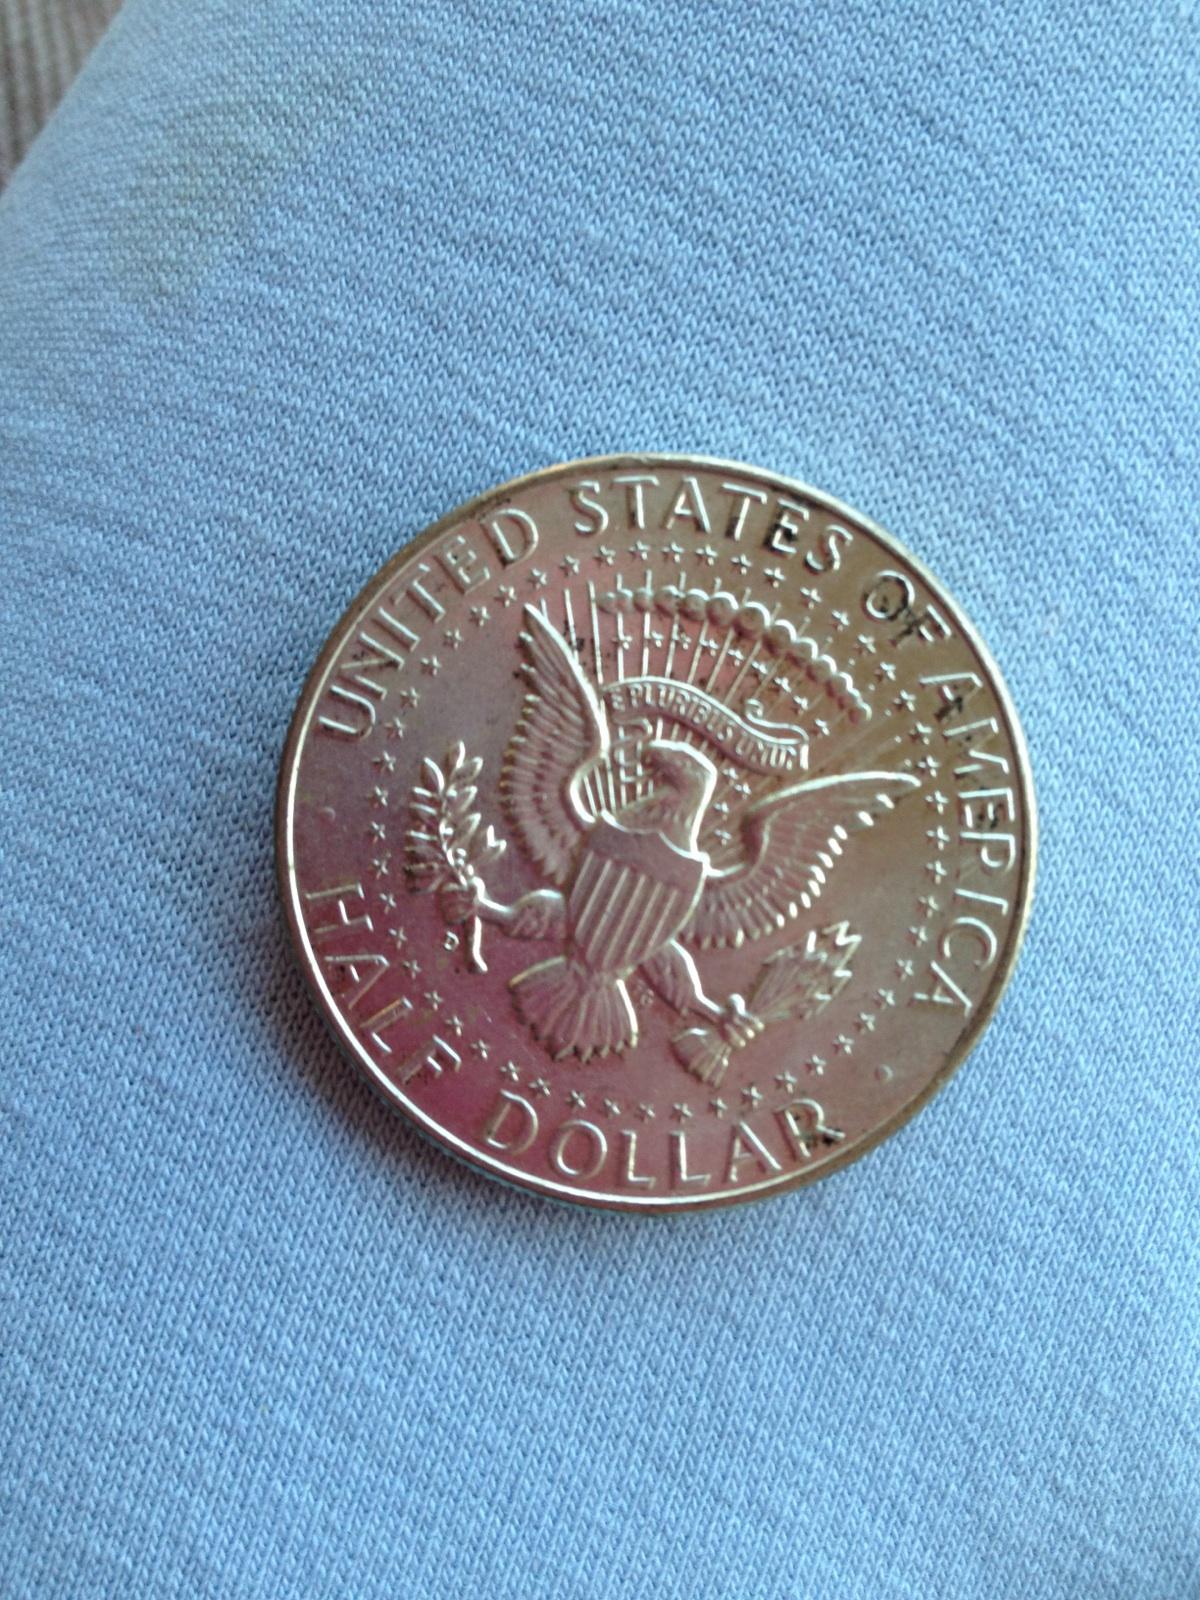 UNITED STATES OF AMERICA
E PLURIBUS UNUM
D
HALF DOLLAR